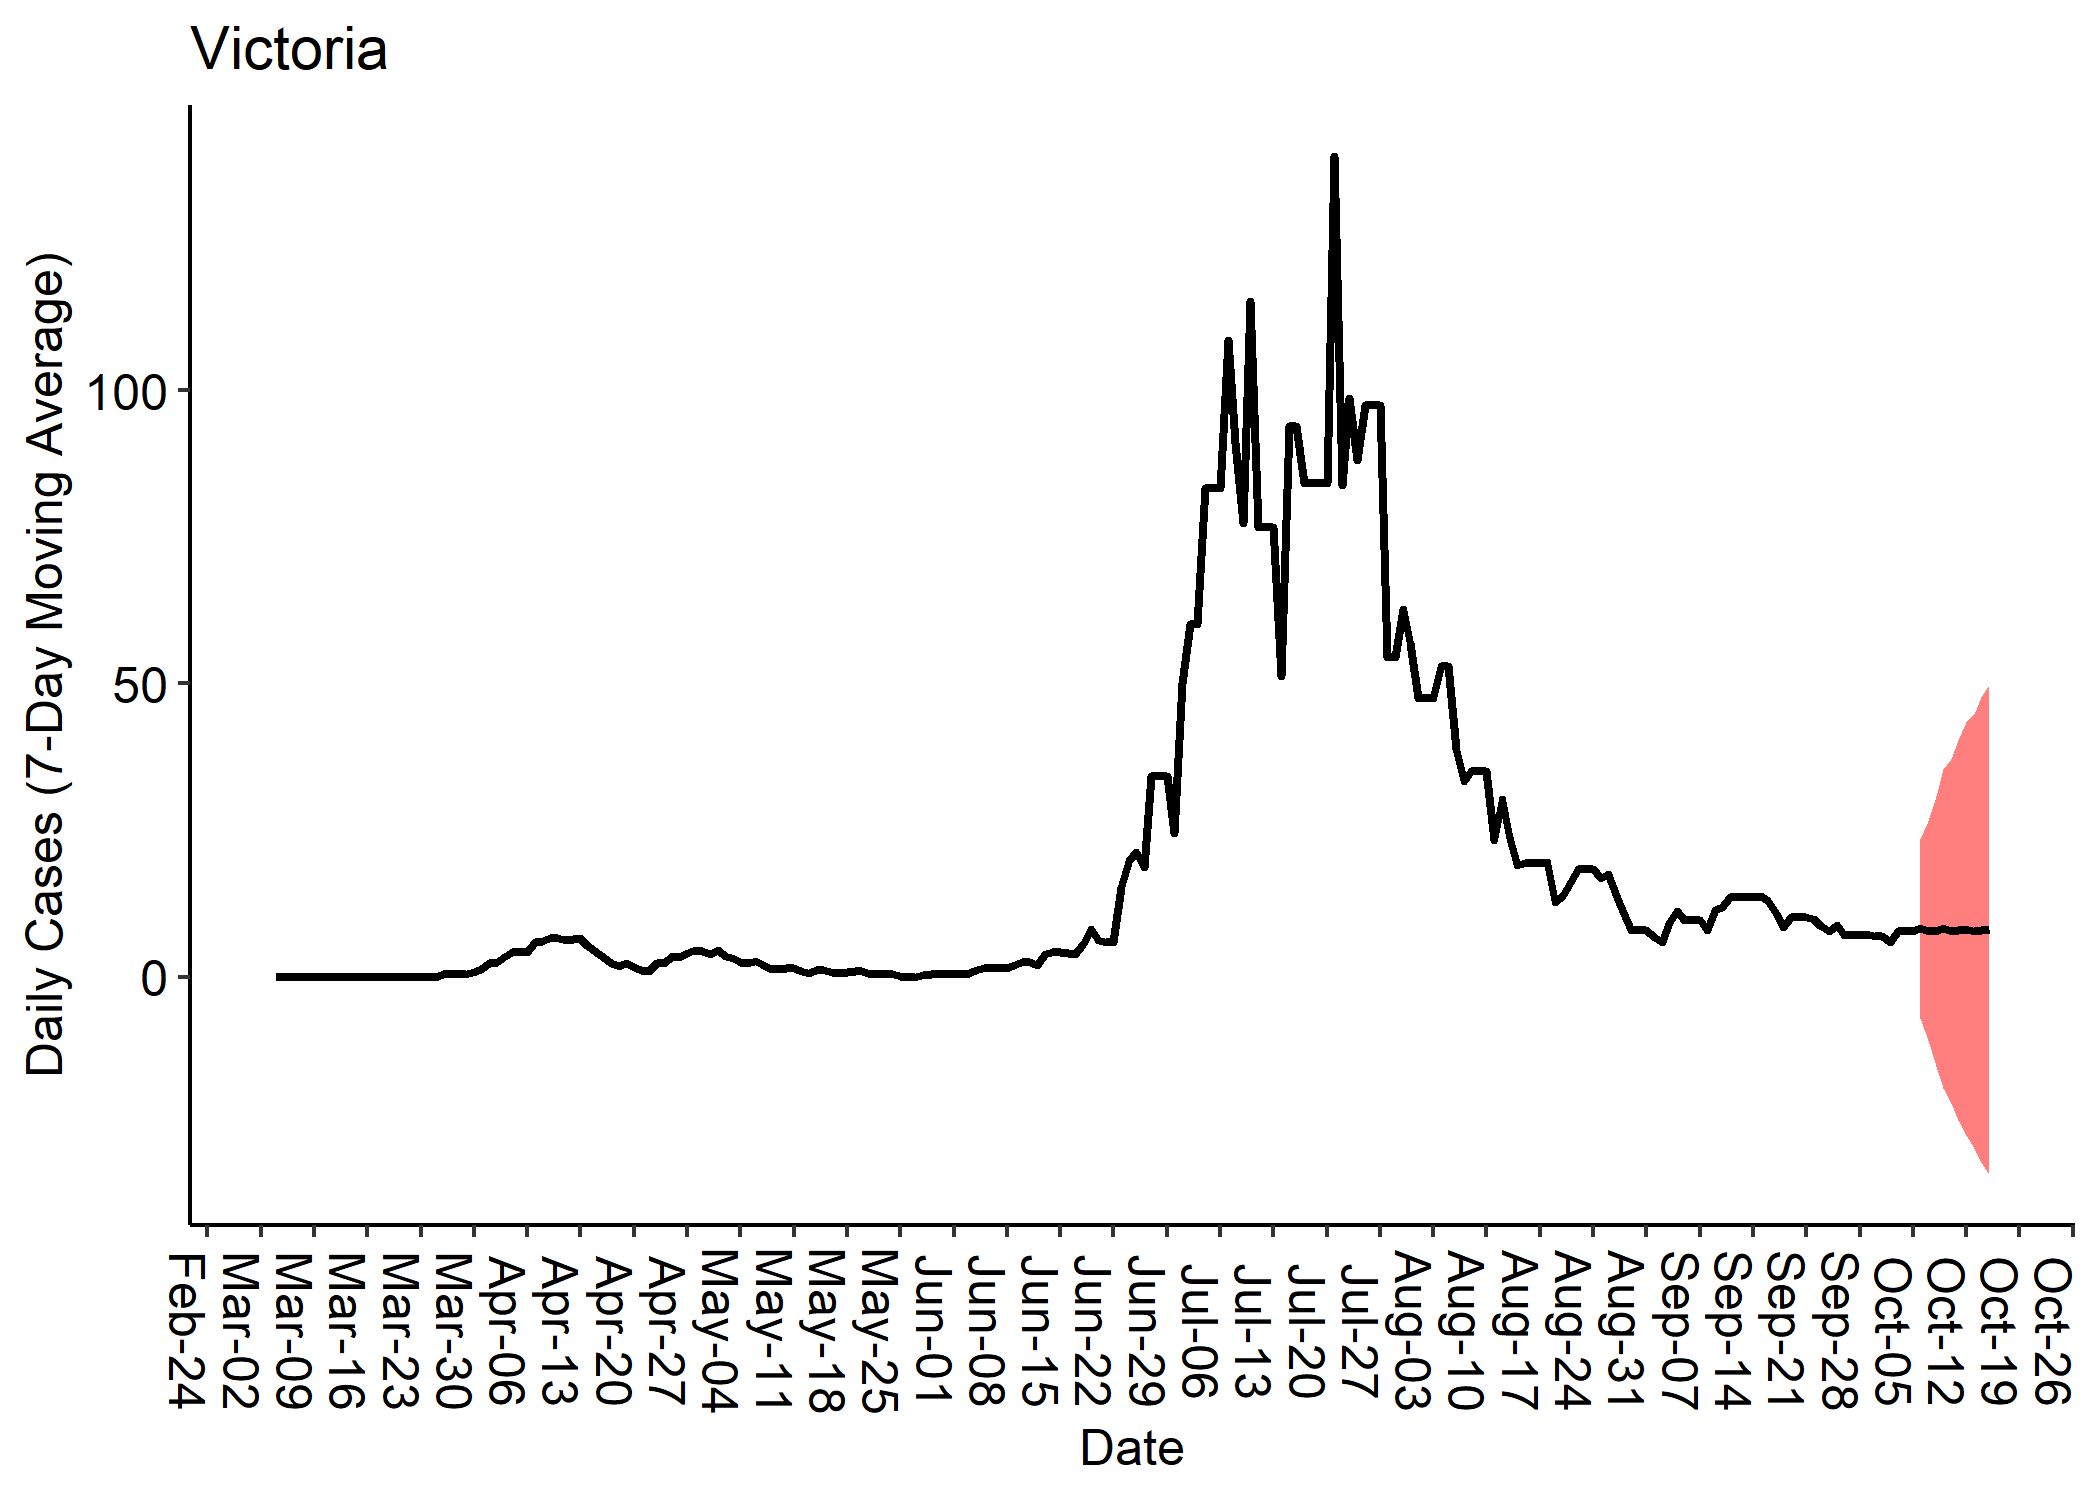 Victoria
Daily Cases (7-Day Moving Average)
100
50
0
Feb-24
Mar-02
Mar-09
Mar-16
Mar-23
Mar-30
Apr-06
Apr-13
Apr-20
Apr-27
May-04
May-11
May-18
May-25
Jun-01
Jun-08
Jun-15
Jun-22
Jun-29
Jul-06
Jul-13
Jul-20
Jul-27
Aug-03
Aug-10
Aug-17
Aug-24
Aug-31
Sep-07
Sep-14
Sep-21
Sep-28
Oct-05
Oct-12
Oct-19
Oct-26
Date